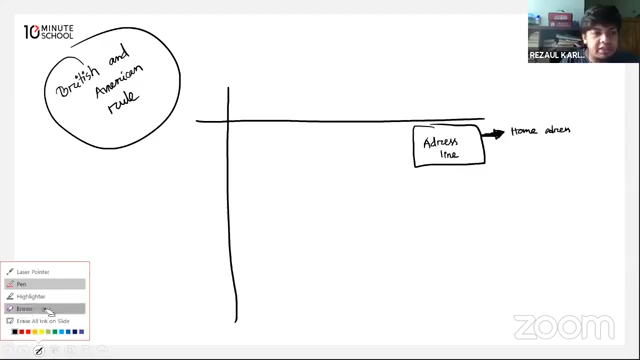 10 MINUTE
SCHOOL
British and
American
rule
Adress
line
Home adress
REZAUL KARI
Laser Pointer
Pen
Highlighter
Eraser
Erase All Ink on Slide
zoom